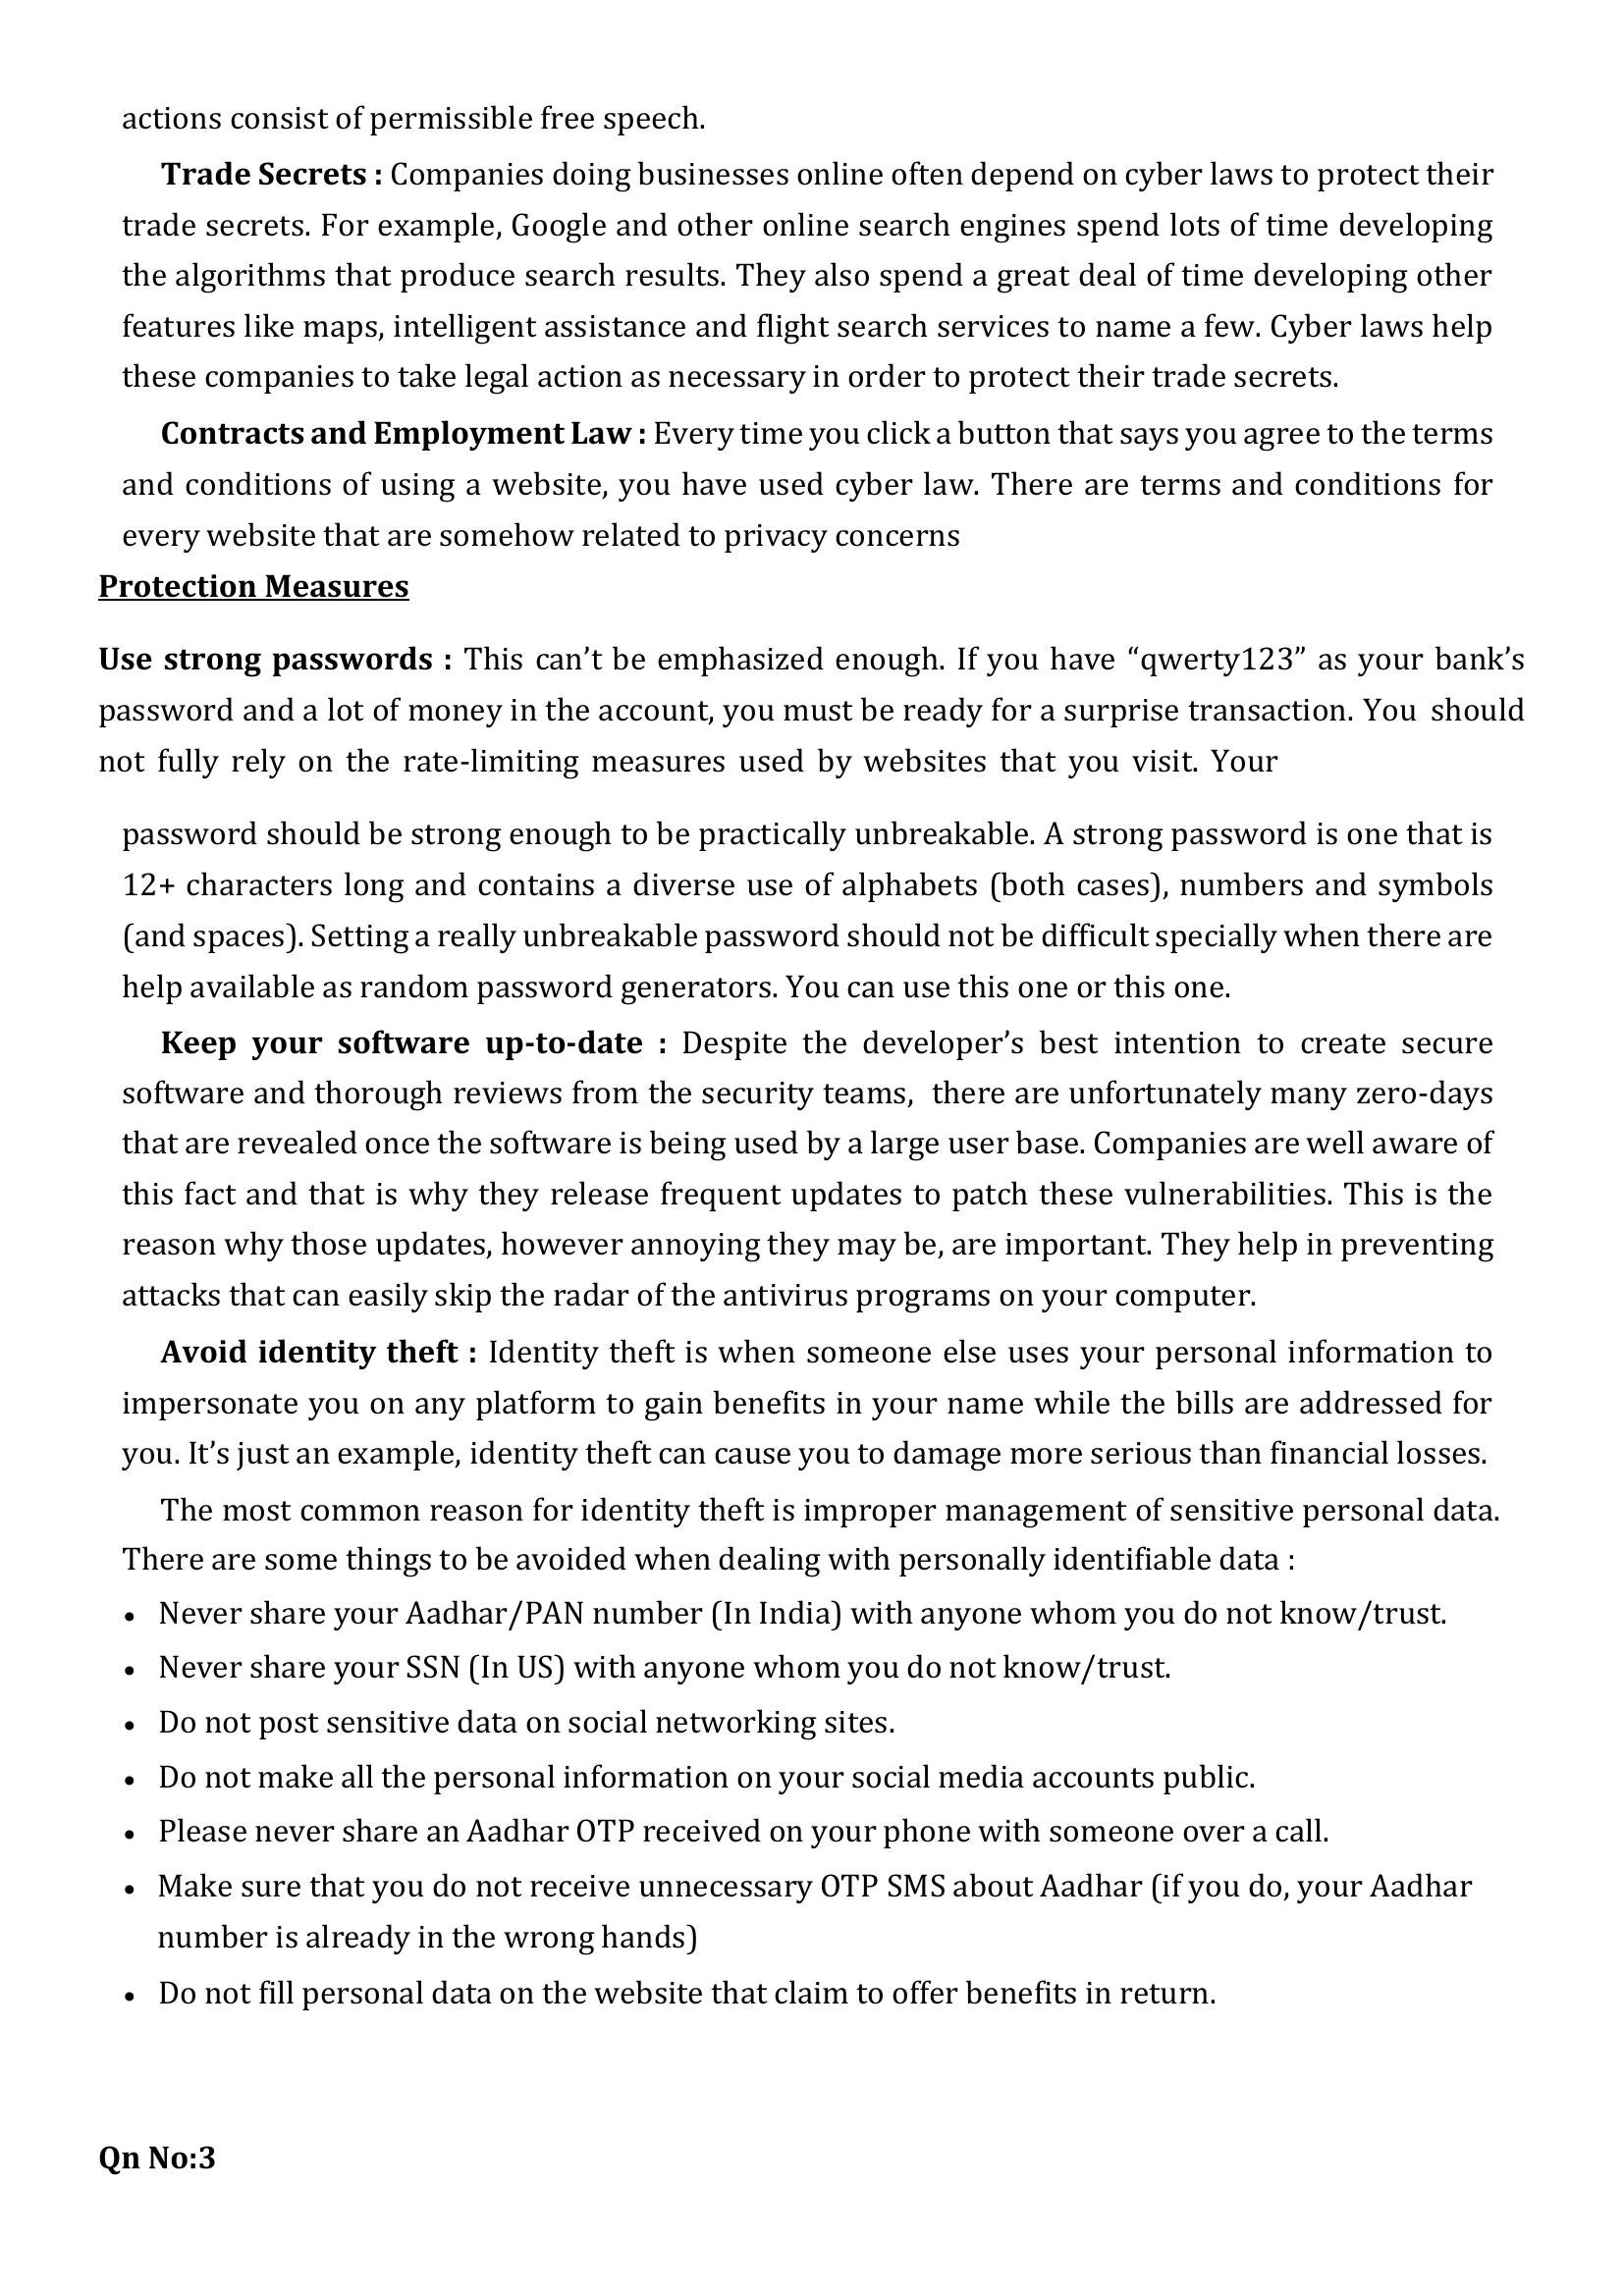 actions consist of permissible free speech.
Trade Secrets : Companies doing businesses online often depend on cyber laws to protect their
trade secrets. For example, Google and other online search engines spend lots of time developing
the algorithms that produce search results. They also spend a great deal of time developing other
features like maps, intelligent assistance and flight search services to name a few. Cyber laws help
these companies to take legal action as necessary in order to protect their trade secrets.
Contracts and Employment Law : Every time you click a button that says you agree to the terms
and conditions of using a website, you have used cyber law. There are terms and conditions for
every website that are somehow related to privacy concerns
Protection Measures
Use strong passwords : This can’t be emphasized enough. If you have “qwerty123” as your bank’s
password and a lot of money in the account, you must be ready for a surprise transaction. You should
not fully rely on the rate-limiting measures used by websites that you visit. Your
password should be strong enough to be practically unbreakable. A strong password is one that is
12+ characters long and contains a diverse use of alphabets (both cases), numbers and symbols
(and spaces). Setting a really unbreakable password should not be difficult specially when there are
help available as random password generators. You can use this one or this one.
Keep your software up-to-date : Despite the developer’s best intention to create secure
software and thorough reviews from the security teams, there are unfortunately many zero-days
that are revealed once the software is being used by a large user base. Companies are well aware of
this fact and that is why they release frequent updates to patch these vulnerabilities. This is the
reason why those updates, however annoying they may be, are important. They help in preventing
attacks that can easily skip the radar of the antivirus programs on your computer.
Avoid identity theft : Identity theft is when someone else uses your personal information to
impersonate you on any platform to gain benefits in your name while the bills are addressed for
you. It’s just an example, identity theft can cause you to damage more serious than financial losses.
The most common reason for identity theft is improper management of sensitive personal data.
There are some things to be avoided when dealing with personally identifiable data :
• Never share your Aadhar/PAN number (In India) with anyone whom you do not know/trust.
• Never share your SSN (In US) with anyone whom you do not know/trust.
• Do not post sensitive data on social networking sites.
• Do not make all the personal information on your social media accounts public.
• Please never share an Aadhar OTP received on your phone with someone over a call.
• Make sure that you do not receive unnecessary OTP SMS about Aadhar (if you do, your Aadhar
number is already in the wrong hands)
• Do not fill personal data on the website that claim to offer benefits in return.
Qn No:3